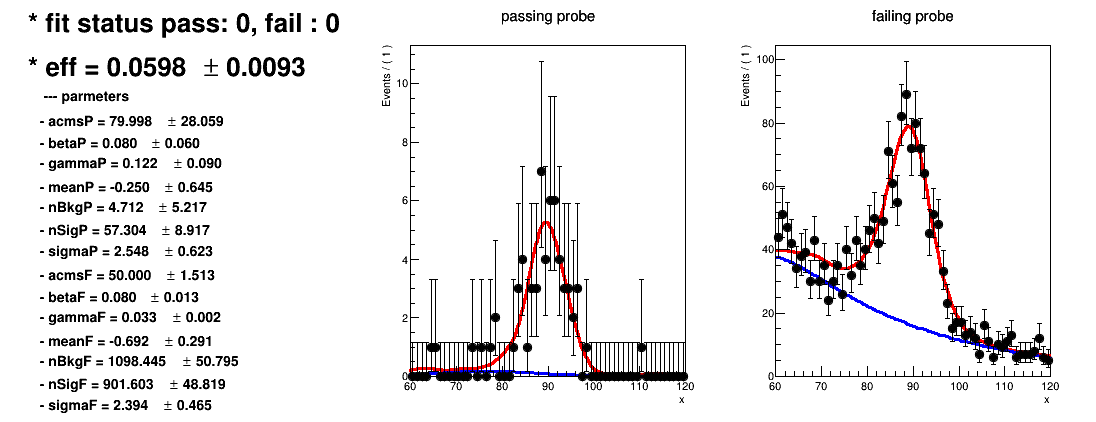 * fit status pass: 0, fail : 0
* eff = 0.0598 ± 0.0093
--- parmeters
- acmsP = 79.998 ± 28.059
- betaP = 0.080 ± 0.060
- gammaP = 0.122 ± 0.090
- meanP = -0.250 ± 0.645
- nBkgP = 4.712 ± 5.217
- nSigP = 57.304 ± 8.917
- sigmaP = 2.548 ± 0.623
- acmsF = 50.000 ± 1.513
- betaF = 0.080 ± 0.013
- gammaF = 0.033 ± 0.002
- meanF = -0.692 ± 0.291
- nBkgF = 1098.445 ± 50.795
- nSigF = 901.603 ± 48.819
- sigmaF = 2.394 ± 0.465
passing probe
Events / ( 1 )
10
8
6
4
2
0
60 70 80 90 100 110 120
x
failing probe
Events / ( 1 )
100
80
60
40
20
0
60 70 80 90 100 110 120
x